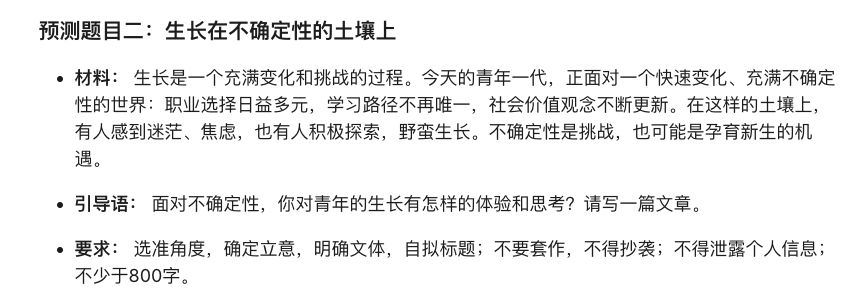 预测题目二：生长在不确定性的土壤上
• 材料： 生长是一个充满变化和挑战的过程。今天的青年一代，正面对一个快速变化、充满不确定
性的世界：职业选择日益多元，学习路径不再唯一，社会价值观念不断更新。在这样的土壤上，
有人感到迷茫、焦虑，也有人积极探索，野蛮生长。不确定性是挑战，也可能是孕育新生的机
遇。
• 引导语： 面对不确定性，你对青年的生长有怎样的体验和思考？请写一篇文章。
• 要求： 选准角度，确定立意，明确文体，自拟标题；不要套作，不得抄袭；不得泄露个人信息；
不少于800字。